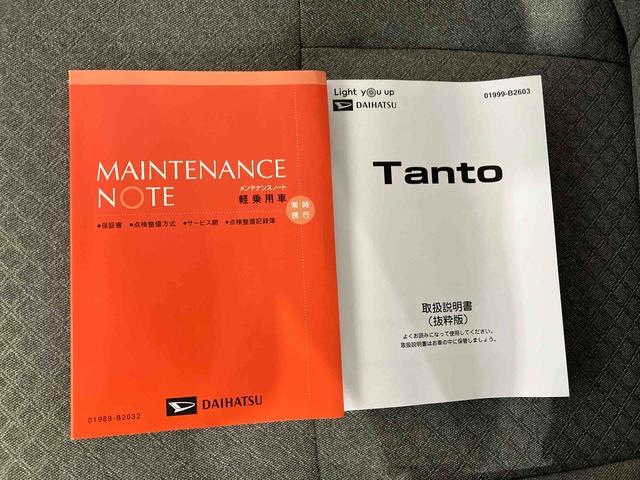 MAINTENANCE
NOTE
メンテナンスノート
軽乗用車
常時
携行
●保証書 ●点検整備方式 ●サービス網 ●点検整備記録簿
DAIHATSU
01989-B2032
Light you up
DAIHATSU
01999-B2603
Tanto
取扱説明書
（抜粋版）
よくお読みになって使用してください。
取扱説明書はお車の中に保管しましょう。